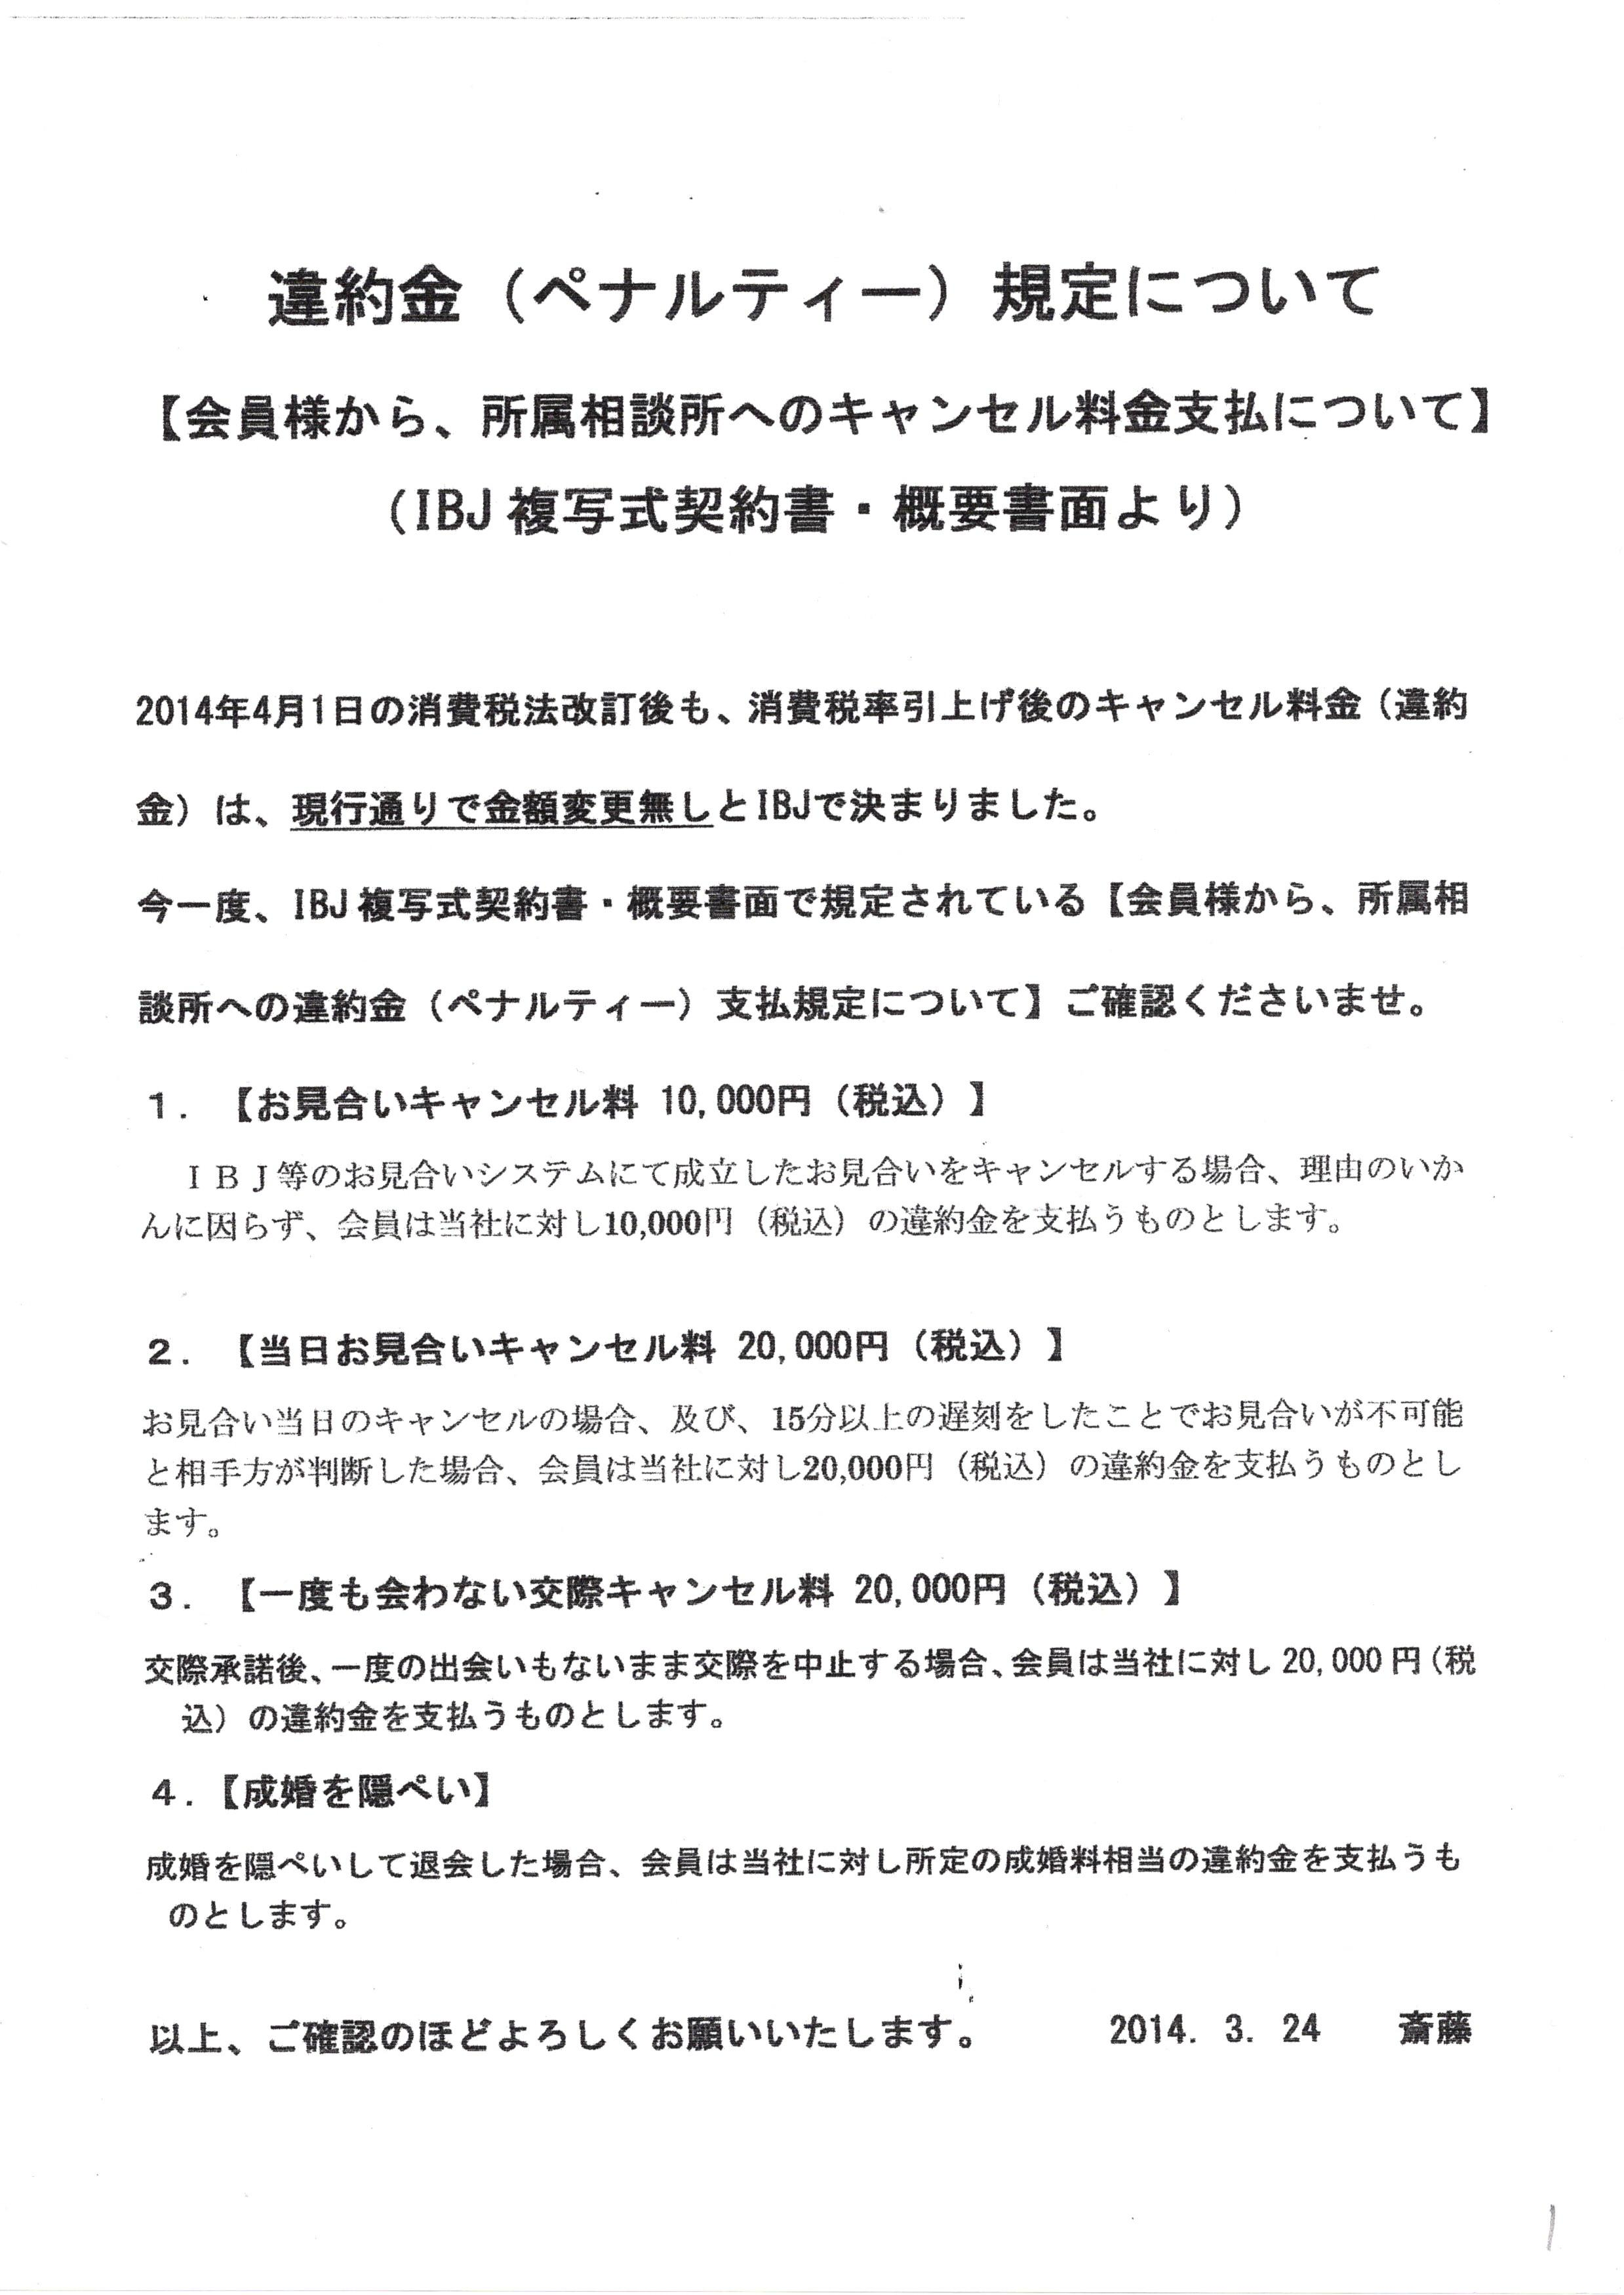 違約金（ペナルティー）規定について
【会員様から、所属相談所へのキャンセル料金支払について】
（IBJ 複写式契約書・概要書面より）
2014年4月1日の消費税法改訂後も、消費税率引上げ後のキャンセル料金（違約
金）は、現行通りで金額変更無しとIBJで決まりました。
今一度、IBJ 複写式契約書・概要書面で規定されている【会員様から、所属相
談所への違約金（ペナルティー）支払規定について】ご確認くださいませ。
１．【お見合いキャンセル料 10,000円（税込）】
ＩＢＪ等のお見合いシステムにて成立したお見合いをキャンセルする場合、理由のいか
んに因らず、会員は当社に対し10,000円（税込）の違約金を支払うものとします。
２．【当日お見合いキャンセル料 20,000円（税込）】
お見合い当日のキャンセルの場合、及び、15分以上の遅刻をしたことでお見合いが不可能
と相手方が判断した場合、会員は当社に対し20,000円（税込）の違約金を支払うものとし
ます。
３．【一度も会わない交際キャンセル料 20,000円（税込）】
交際承諾後、一度の出会いもないまま交際を中止する場合、会員は当社に対し 20,000 円（税
込）の違約金を支払うものとします。
４．【成婚を隠ぺい】
成婚を隠ぺいして退会した場合、会員は当社に対し所定の成婚料相当の違約金を支払うも
のとします。
以上、ご確認のほどよろしくお願いいたします。 2014. 3. 24 斎藤
1